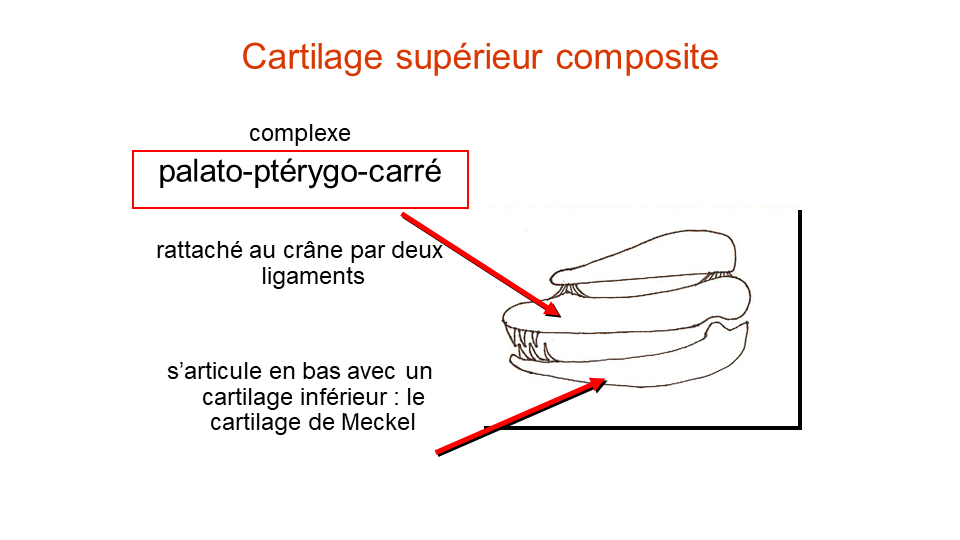 Cartilage supérieur composite
complexe
palato-ptérygo-carré
rattaché au crâne par deux
ligaments
s’articule en bas avec un
cartilage inférieur : le
cartilage de Meckel